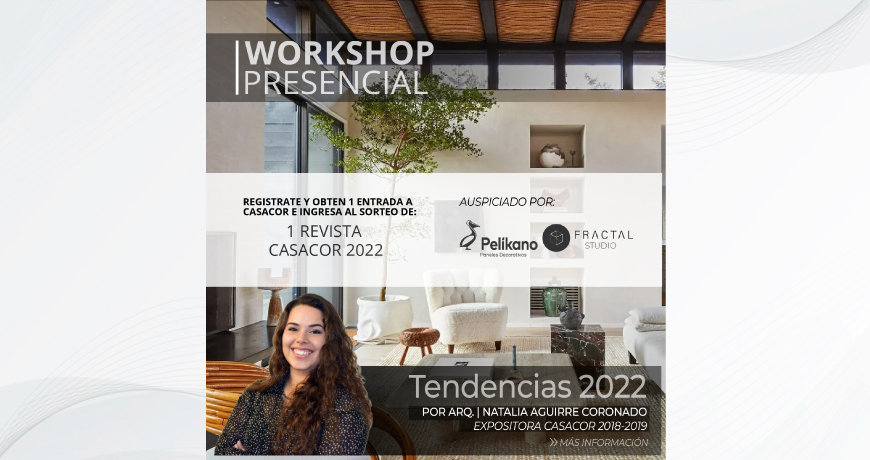 WORKSHOP
PRESENCIAL
REGISTRATE Y OBTEN 1 ENTRADA A
CASACOR E INGRESA AL SORTEO DE:
1 REVISTA
CASACOR 2022
AUSPICIADO POR:
Pelíkano
Paneles Decorativos
FRACTAL
STUDIO
Tendencias 2022
POR ARQ. | NATALIA AGUIRRE CORONADO
EXPOSITORA CASACOR 2018-2019
» MÁS INFORMACIÓN